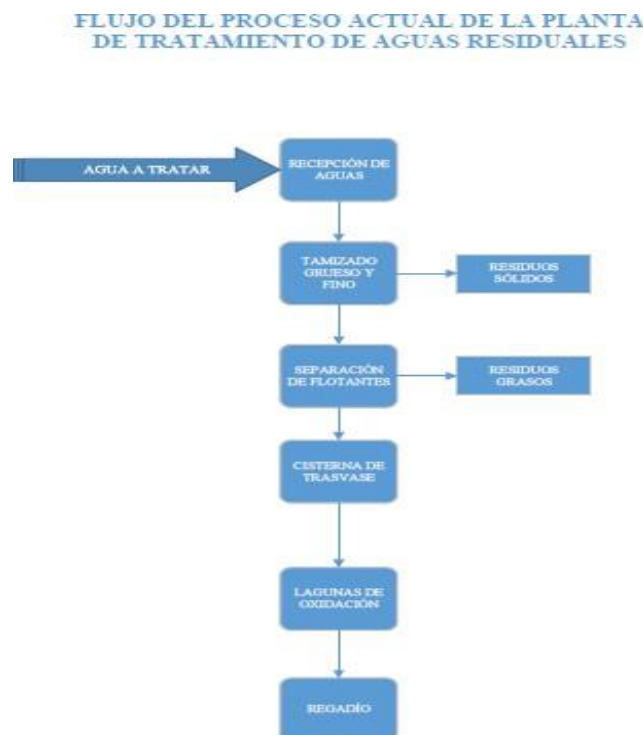 FLUJO DEL PROCESO ACTUAL DE LA PLANTA
DE TRATAMIENTO DE AGUAS RESIDUALES
AGUA A TRATAR
RECEPCIÓN DE
AGUAS
TAMIZADO
GRUESO Y
FINO
RESIDUOS
SÓLIDOS
SEPARACIÓN
DE FLOTANTES
RESIDUOS
GRASOS
CISTERNA DE
TRASVASE
LAGUNAS DE
OXIDACIÓN
REGADÍO